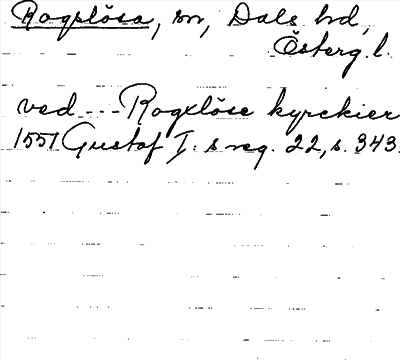 Rogslösa, sn, Dals hd,
Österg. l.
ved --- Rogxlöse kyrckier
1551 Gustaf I:s reg. 22, s. 343.